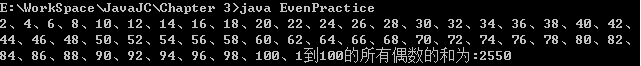 E:\WorkSpace\JavaJC\Chapter 3>java EvenPractice
2、4、6、8、10、12、14、16、18、20、22、24、26、28、30、32、34、36、38、40、42、
44、46、48、50、52、54、56、58、60、62、64、66、68、70、72、74、76、78、80、82、
84、86、88、90、92、94、96、98、100、1到100的所有偶数的和为:2550